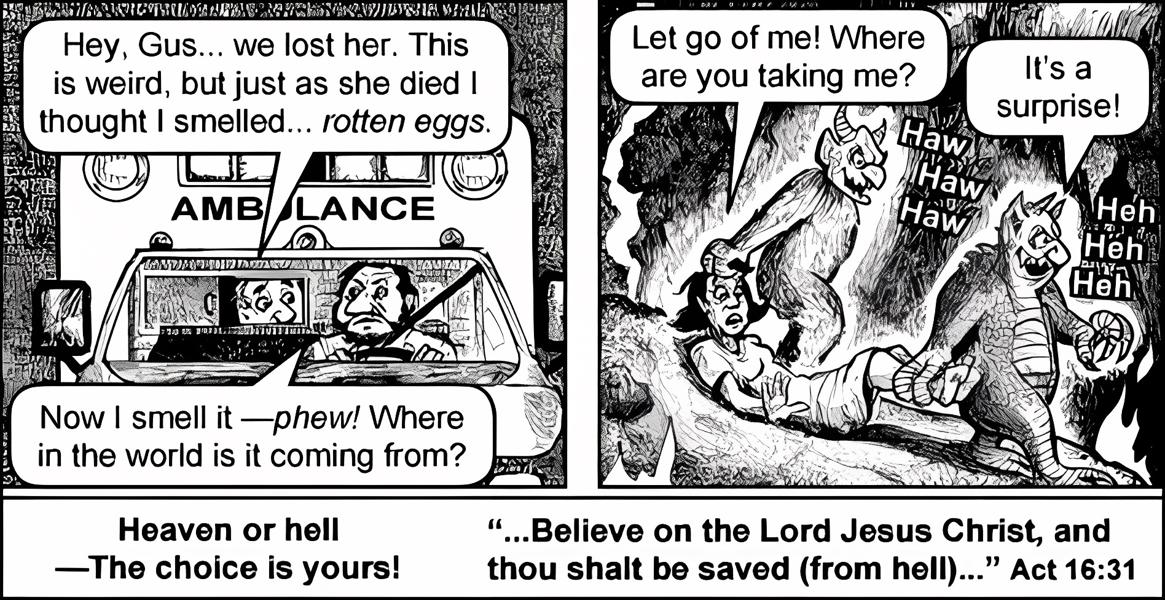 Hey, Gus... we lost her. This
is weird, but just as she died I
thought I smelled... rotten eggs.
AMBULANCE
Now I smell it —phew! Where
in the world is it coming from?
Let go of me! Where
are you taking me?
It's a
surprise!
Haw
Haw
Haw
Heh
Heh
Heh
Heaven or hell
—The choice is yours!
“...Believe on the Lord Jesus Christ, and
thou shalt be saved (from hell)...” Act 16:31